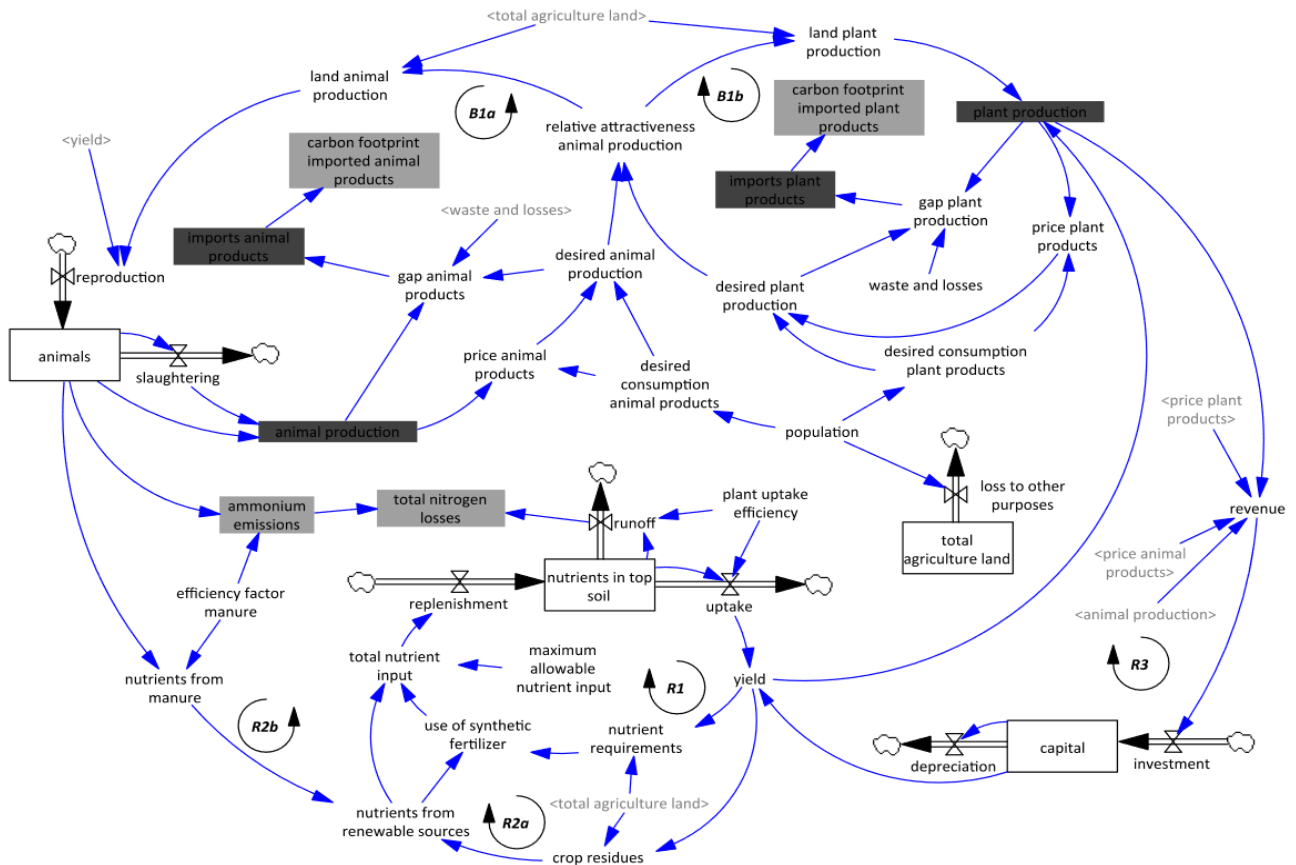 <total agriculture land>
land plant
production
land animal
production
B1a
B1b
carbon footprint
imported plant
products
plant production
<yield>
relative attractiveness
animal production
carbon footprint
imported animal
products
imports plant
products
gap plant
production
<waste and losses>
price plant
products
imports animal
products
desired animal
production
reproduction
gap animal
products
desired plant
production
waste and losses
animals
slaughtering
price animal
products
desired
consumption
animal products
desired consumption
plant products
<price plant
products>
animal production
population
ammonium
emissions
total nitrogen
losses
runoff
plant uptake
efficiency
loss to other
purposes
revenue
total
agriculture land
<price animal
products>
nutrients in top
soil
replenishment
uptake
efficiency factor
manure
<animal production>
total nutrient
input
maximum
allowable
nutrient input
R1
yield
R3
nutrients from
manure
R2b
use of synthetic
fertilizer
nutrient
requirements
capital
depreciation
investment
nutrients from
renewable sources
R2a
<total agriculture
land>
crop residues